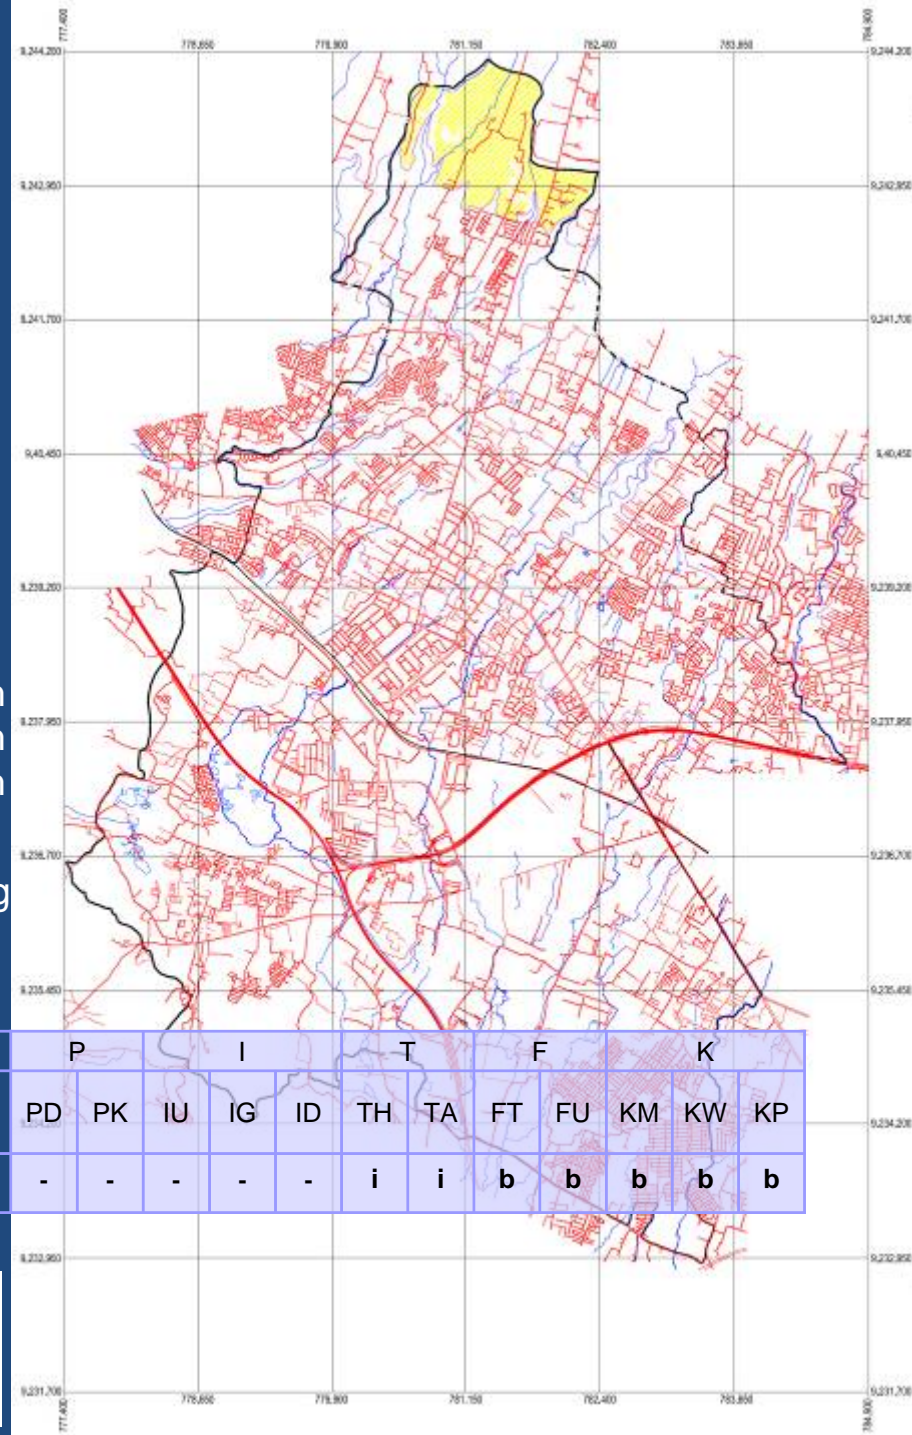 777,400
784,900
778,650 779,900 781,150 782,400 783,650
9,244,200 9,244,200
9,242,950 9,242,950
9,241,700 9,241,700
9,40,450 9,40,450
9,239,200 9,239,200
n
9,237,950 9,237,950
n
n
9,236,700 9,236,700
g
9,235,450 9,235,450
P I T F K
PD PK IU IG ID TH TA FT FU KM KW KP
9,234,200
- - - - - i i b b b b b
9,232,950 9,232,950
9,231,700 9,231,700
778,650 779,900 781,150 782,400 783,650
777,400
784,900